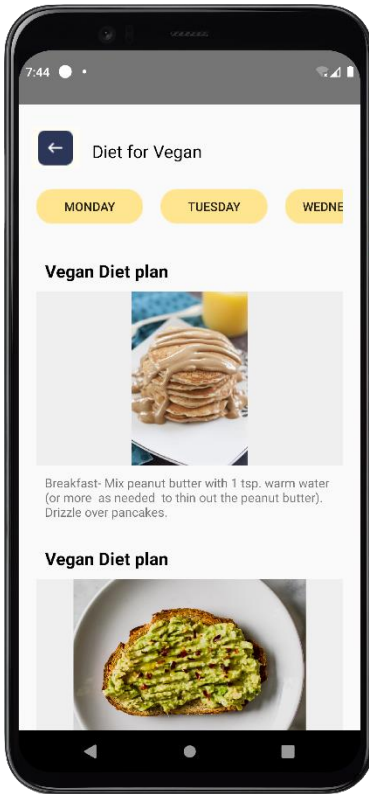 7:44
Diet for Vegan
MONDAY TUESDAY WEDNE
Vegan Diet plan
Breakfast- Mix peanut butter with 1 tsp. warm water
(or more as needed to thin out the peanut butter).
Drizzle over pancakes.
Vegan Diet plan